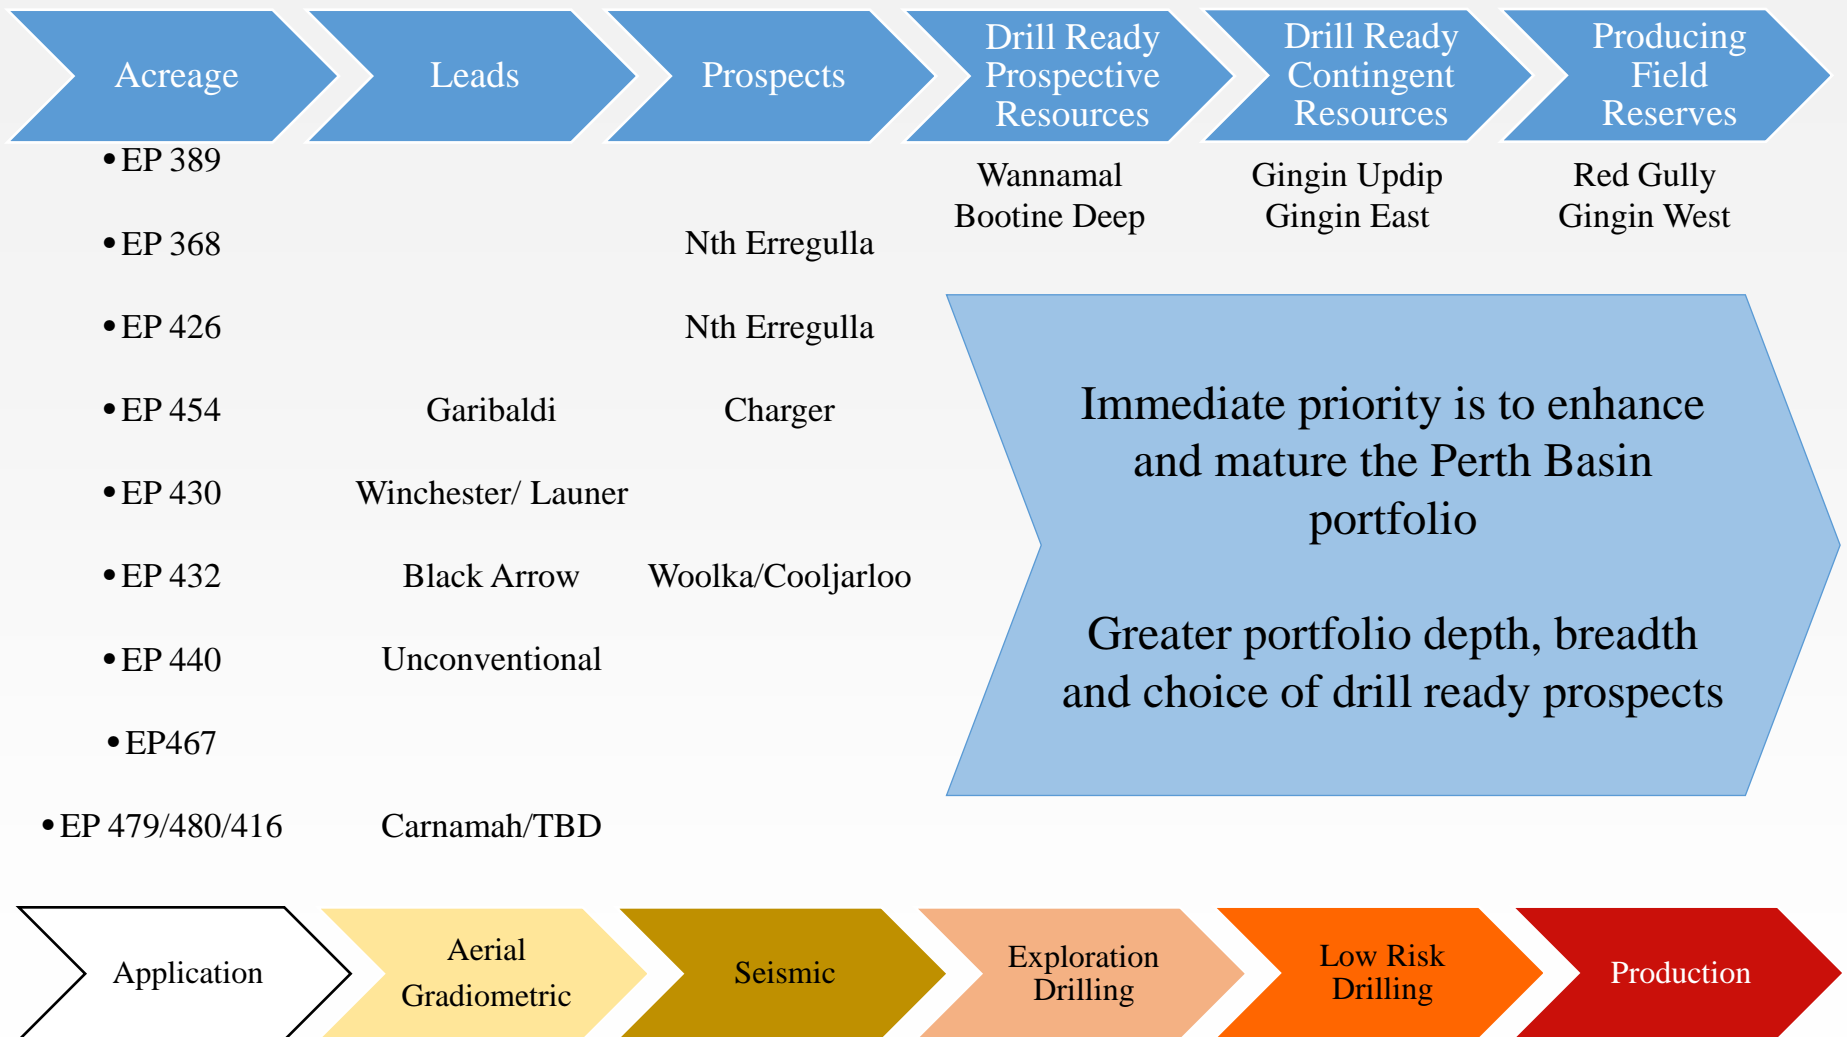 Acreage
Leads
Prospects
Drill Ready
Prospective
Resources
Drill Ready
Contingent
Resources
Producing
Field
Reserves
• EP 389
Wannamal
Bootine Deep
Gingin Updip
Gingin East
Red Gully
Gingin West
• EP 368
Nth Erregulla
• EP 426
Nth Erregulla
• EP 454
Garibaldi
Charger
• EP 430
Winchester/ Launer
• EP 432
Black Arrow
Woolka/Cooljarloo
• EP 440
Unconventional
• EP467
• EP 479/480/416
Carnamah/TBD
Immediate priority is to enhance
and mature the Perth Basin
portfolio
Greater portfolio depth, breadth
and choice of drill ready prospects
Application
Aerial
Gradiometric
Seismic
Exploration
Drilling
Low Risk
Drilling
Production